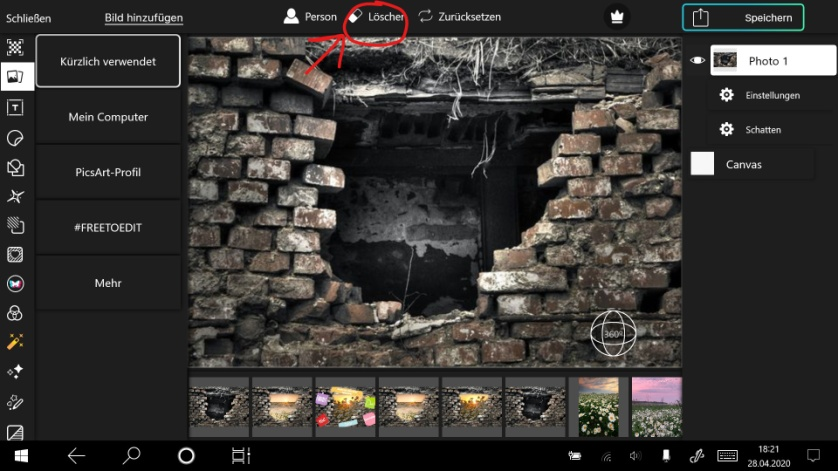 Schließen
Bild hinzufügen
Person
Löschen
Zurücksetzen
Speichern
Kürzlich verwendet
Mein Computer
PicsArt-Profil
#FREETOEDIT
Mehr
T
Photo 1
Einstellungen
Schatten
Canvas
360°
18:21
28.04.2020